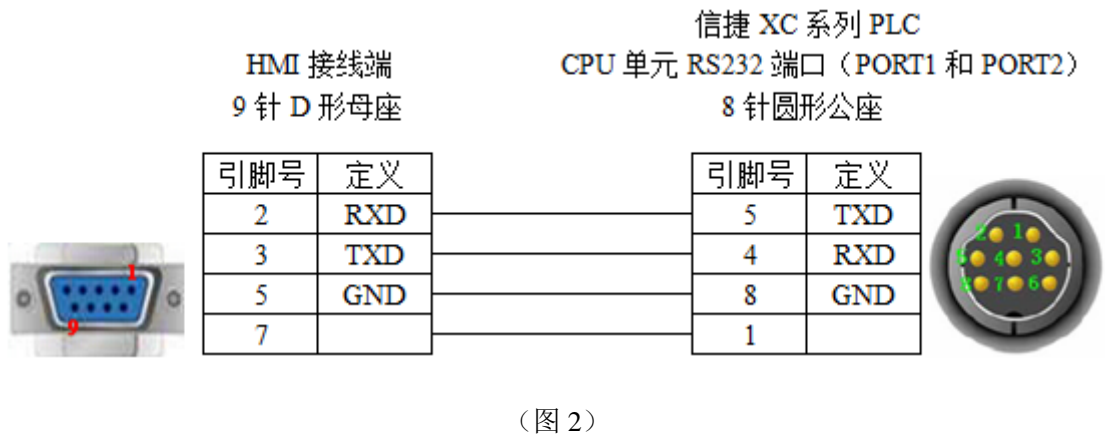 信捷 XC 系列 PLC
HMI 接线端
CPU 单元 RS232 端口（PORT1 和 PORT2）
9 针 D 形母座
8 针圆形公座
引脚号 定义
引脚号 定义
2 RXD
5 TXD
3 TXD
4 RXD
5 GND
8 GND
7
1
1
9
2 1
5 4 3
8 7 6
（图 2）